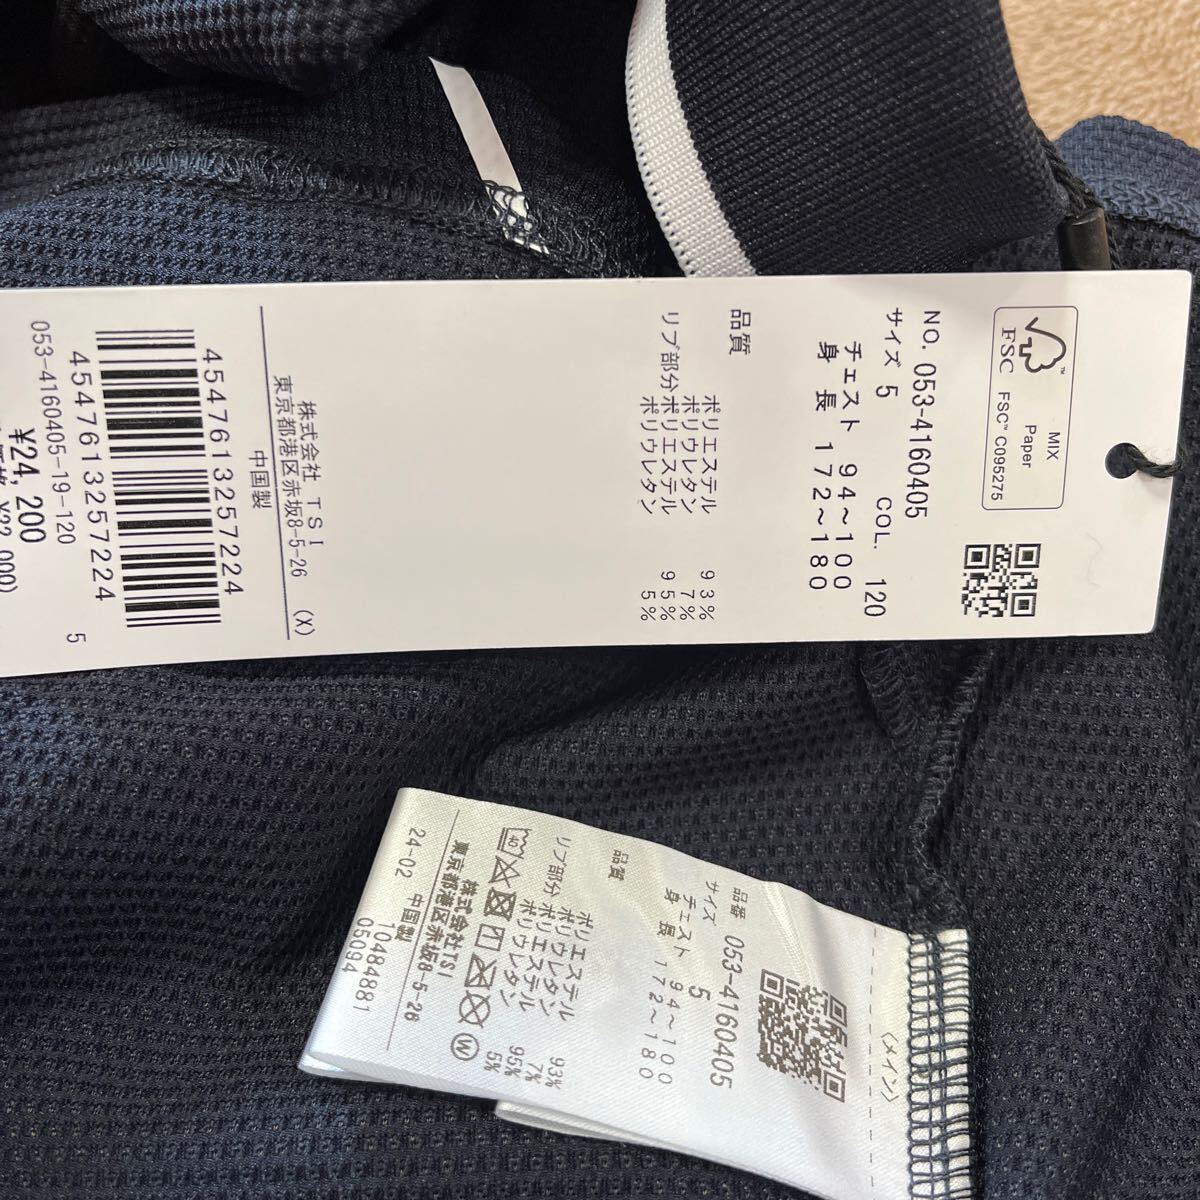 MIX
Paper
FSC
FSC™ C095275
NO. 053-4160405
サイズ 5 COL. 120
チェスト 94～100
身長 172～180
品質
ポリエステル 93%
ポリウレタン 7%
リブ部分ポリエステル 95%
ポリウレタン 5%
株式会社 TSI
東京都港区赤坂8-5-26 (X)
中国製
4547613257224
4547613257224
053-4160405-19-120 5
¥24,200
¥22,000)
〈メイン〉
品番 053-4160405
サイズ 5
チェスト 94～100
身長 172～180
品質
ポリエステル 93%
ポリウレタン 7%
リブ部分 ポリエステル 95%
ポリウレタン 5%
40
W
株式会社TSI
東京都港区赤坂8-5-26
24-02 中国製 10484881
05094